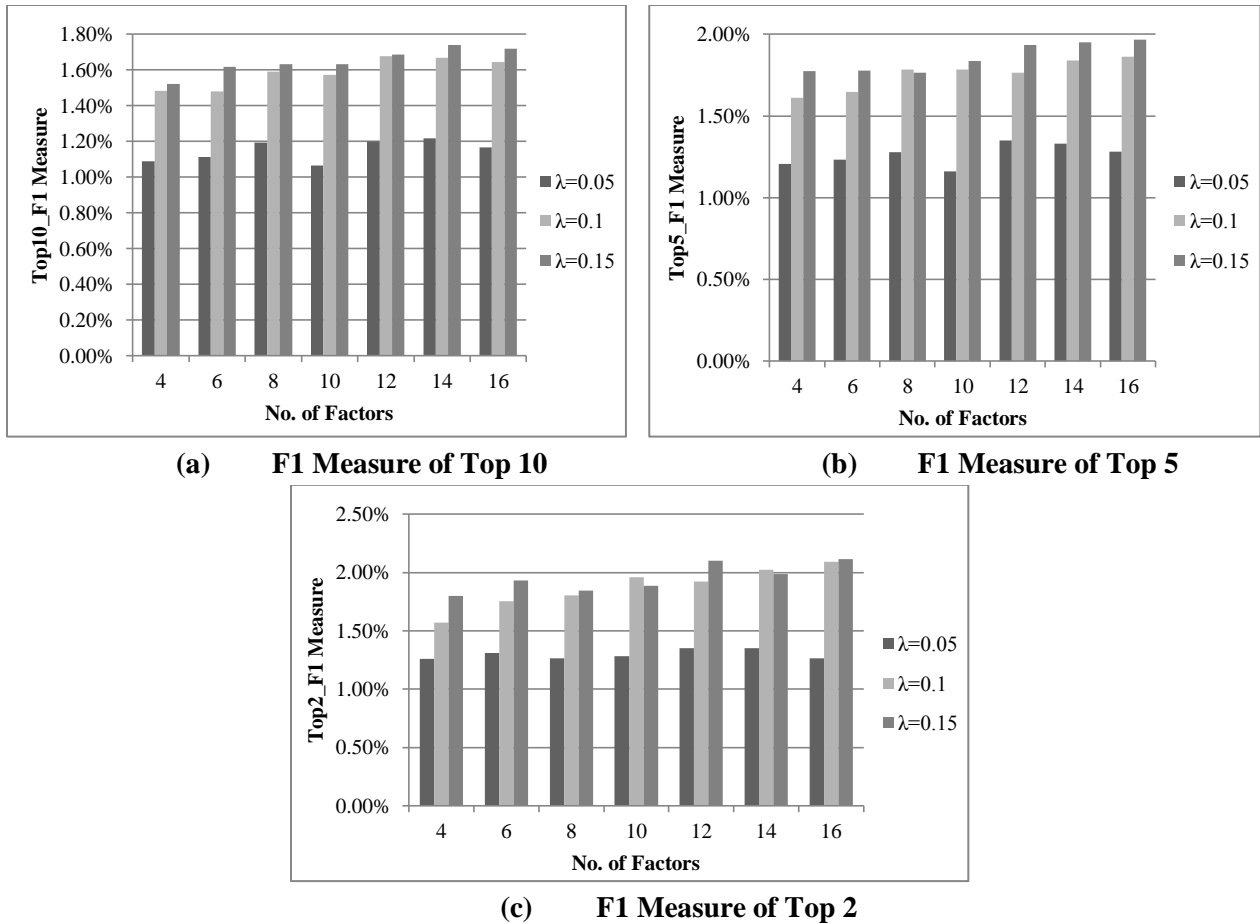 1.80%
1.60%
1.40%
1.20%
1.00%
0.80%
0.60%
0.40%
0.20%
0.00%
Top10_F1 Measure
4 6 8 10 12 14 16
No. of Factors
λ=0.05
λ=0.1
λ=0.15
(a) F1 Measure of Top 10
2.00%
1.50%
1.00%
0.50%
0.00%
Top5_F1 Measure
4 6 8 10 12 14 16
No. of Factors
λ=0.05
λ=0.1
λ=0.15
(b) F1 Measure of Top 5
2.50%
2.00%
1.50%
1.00%
0.50%
0.00%
Top2_F1 Measure
4 6 8 10 12 14 16
No. of Factors
λ=0.05
λ=0.1
λ=0.15
(c) F1 Measure of Top 2